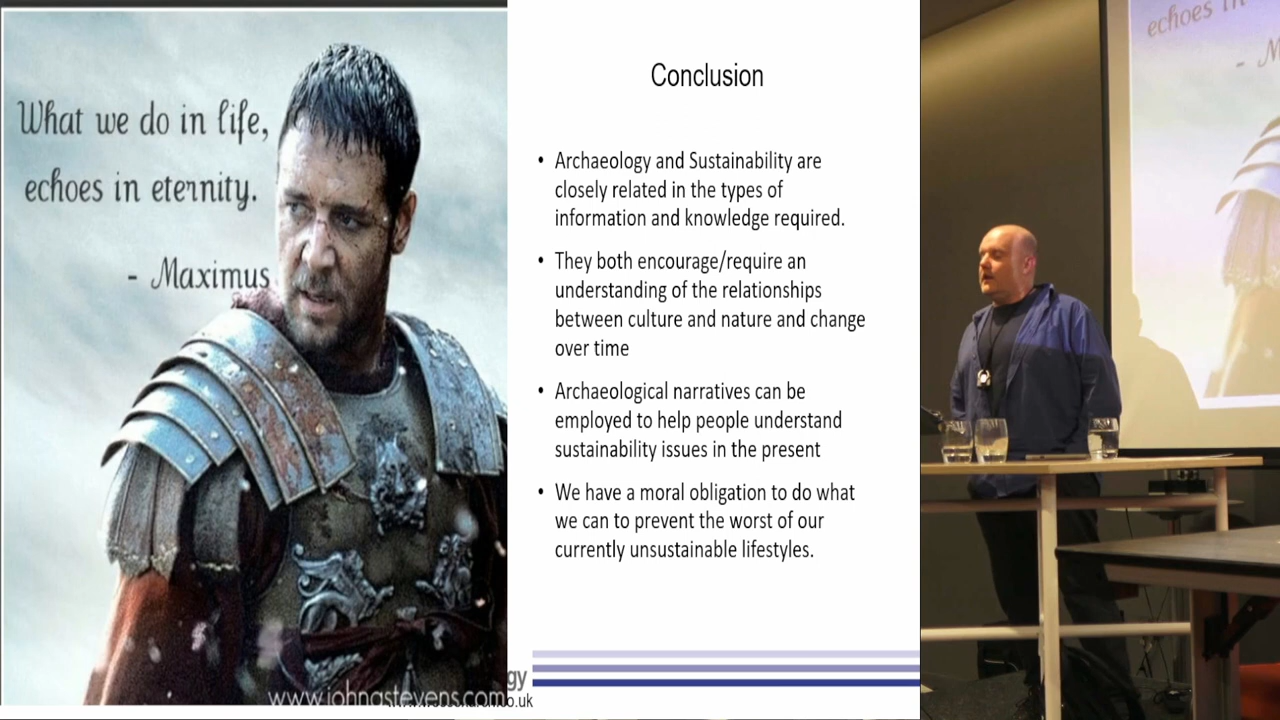 What we do in life,
echoes in eternity.
- Maximus
www.johnastevens.com
Conclusion
• Archaeology and Sustainability are
closely related in the types of
information and knowledge required.
• They both encourage/require an
understanding of the relationships
between culture and nature and change
over time
• Archaeological narratives can be
employed to help people understand
sustainability issues in the present
• We have a moral obligation to do what
we can to prevent the worst of our
currently unsustainable lifestyles.
gy
o.uk
echoes in
- M